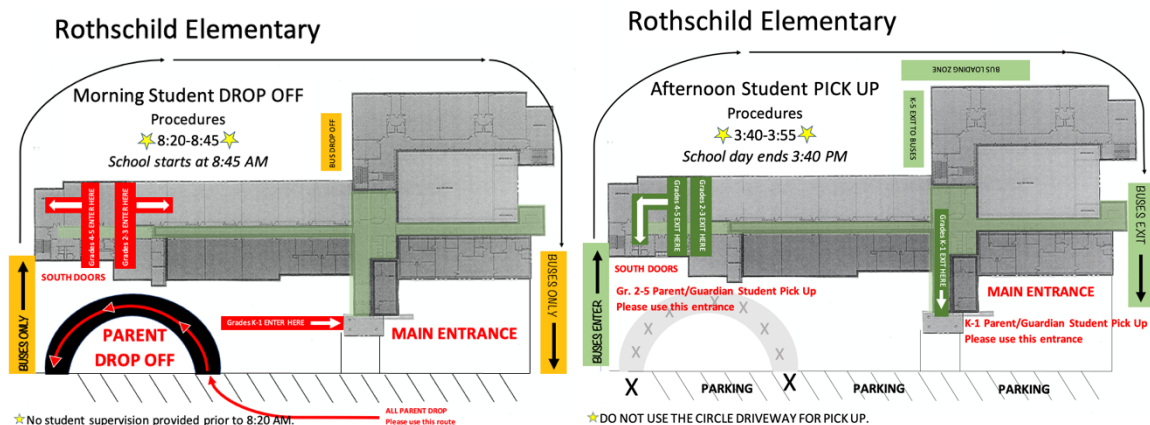 Rothschild Elementary
Morning Student DROP OFF
Procedures
8:20-8:45
School starts at 8:45 AM
BUS DROP OFF
Grades 4-5 ENTER HERE
Grades 2-3 ENTER HERE
SOUTH DOORS
BUSES ONLY
PARENT
DROP OFF
Grades K-1 ENTER HERE
MAIN ENTRANCE
BUSES ONLY
ALL PARENT DROP
Please use this route
No student supervision provided prior to 8:20 AM.
Rothschild Elementary
BUS LOADING ZONE
Afternoon Student PICK UP
Procedures
3:40-3:55
School day ends 3:40 PM
K-5 EXIT TO BUSES
Grades 4-5 EXIT HERE
Grades 2-3 EXIT HERE
Grades K-1 EXIT HERE
BUSES EXIT
SOUTH DOORS
Gr. 2-5 Parent/Guardian Student Pick Up
Please use this entrance
BUSES ENTER
MAIN ENTRANCE
K-1 Parent/Guardian Student Pick Up
Please use this entrance
X X X X X X X
X X
PARKING PARKING PARKING
DO NOT USE THE CIRCLE DRIVEWAY FOR PICK UP.